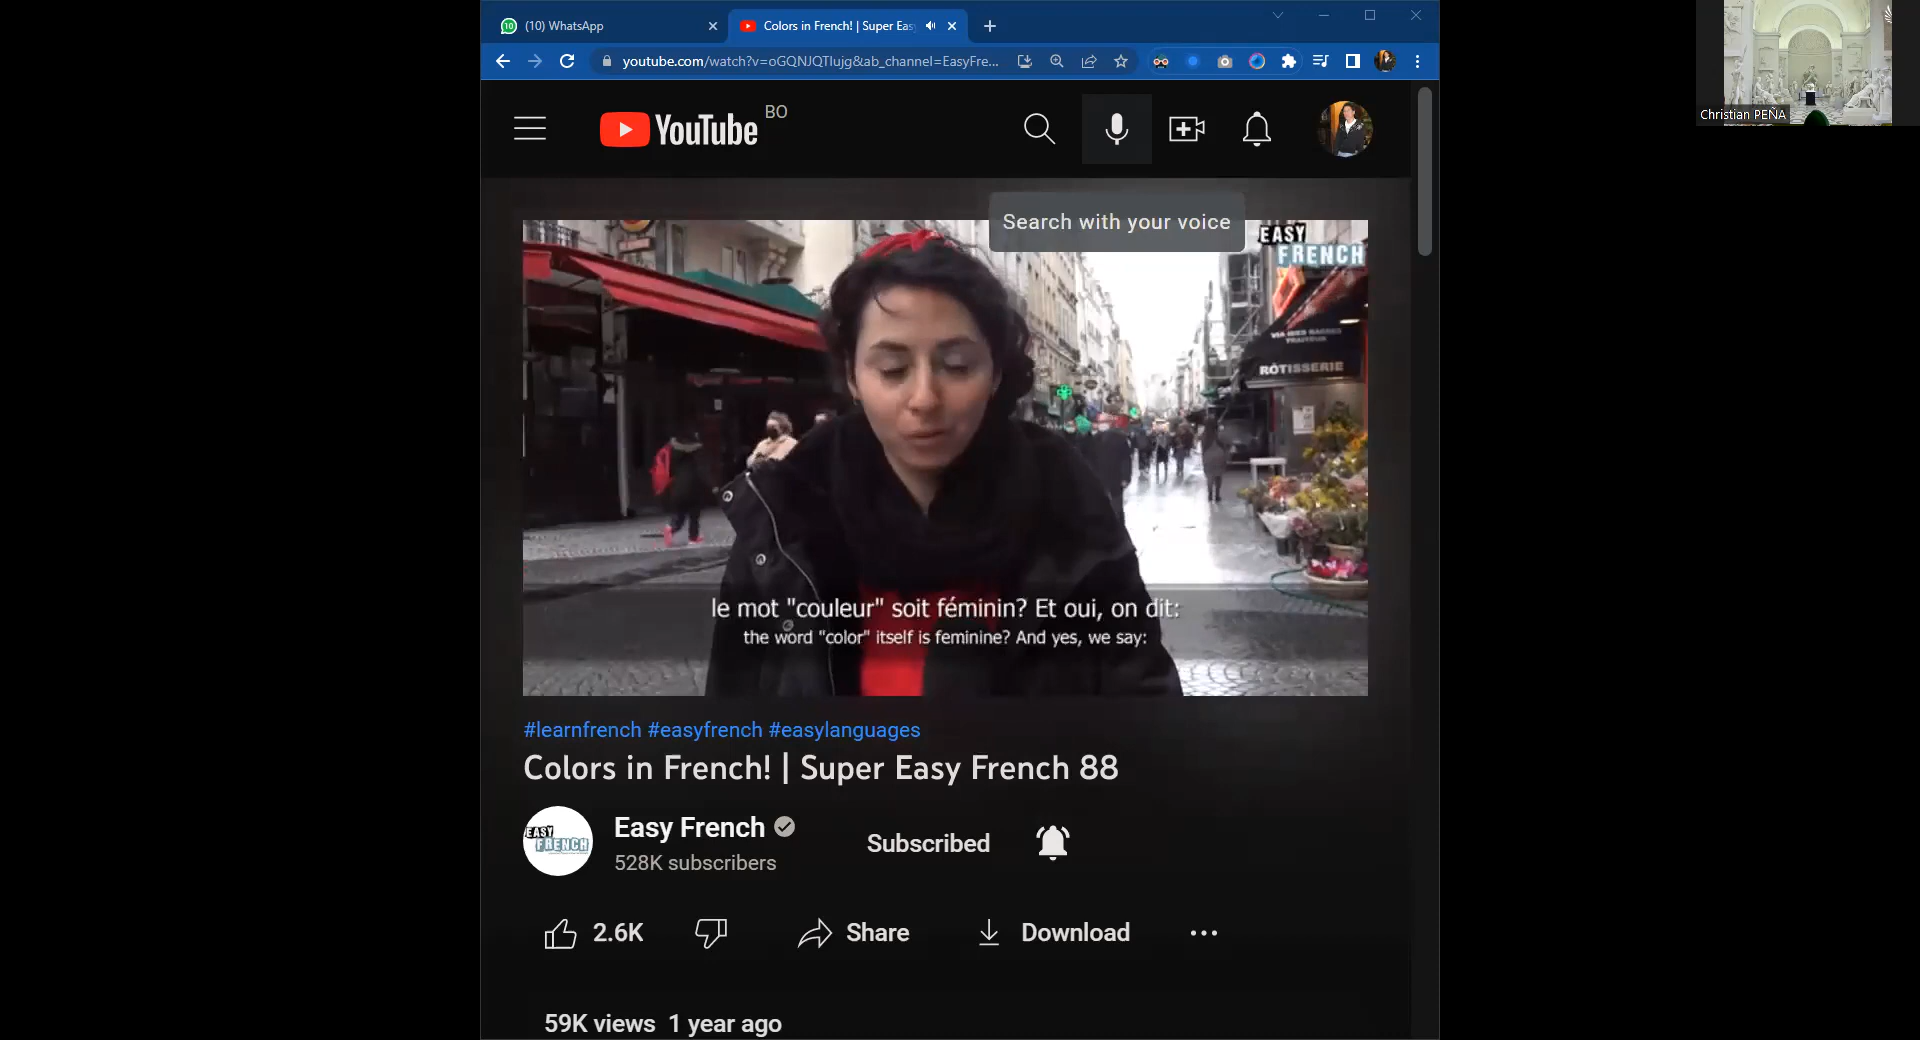 (10) WhatsApp
Colors in French! | Super Eas
youtube.com/watch?v=oGQNJQTIujg&ab_channel=EasyFre...
Christian PEÑA
YouTube BO
Search with your voice
EASY
FRENCH
RÔTISSERIE
le mot "couleur" soit féminin? Et oui, on dit:
the word "color" itself is feminine? And yes, we say:
#learnfrench #easyfrench #easylanguages
Colors in French! | Super Easy French 88
EASY
FRENCH
Easy French
528K subscribers
Subscribed
2.6K
Share
Download
59K views 1 year ago